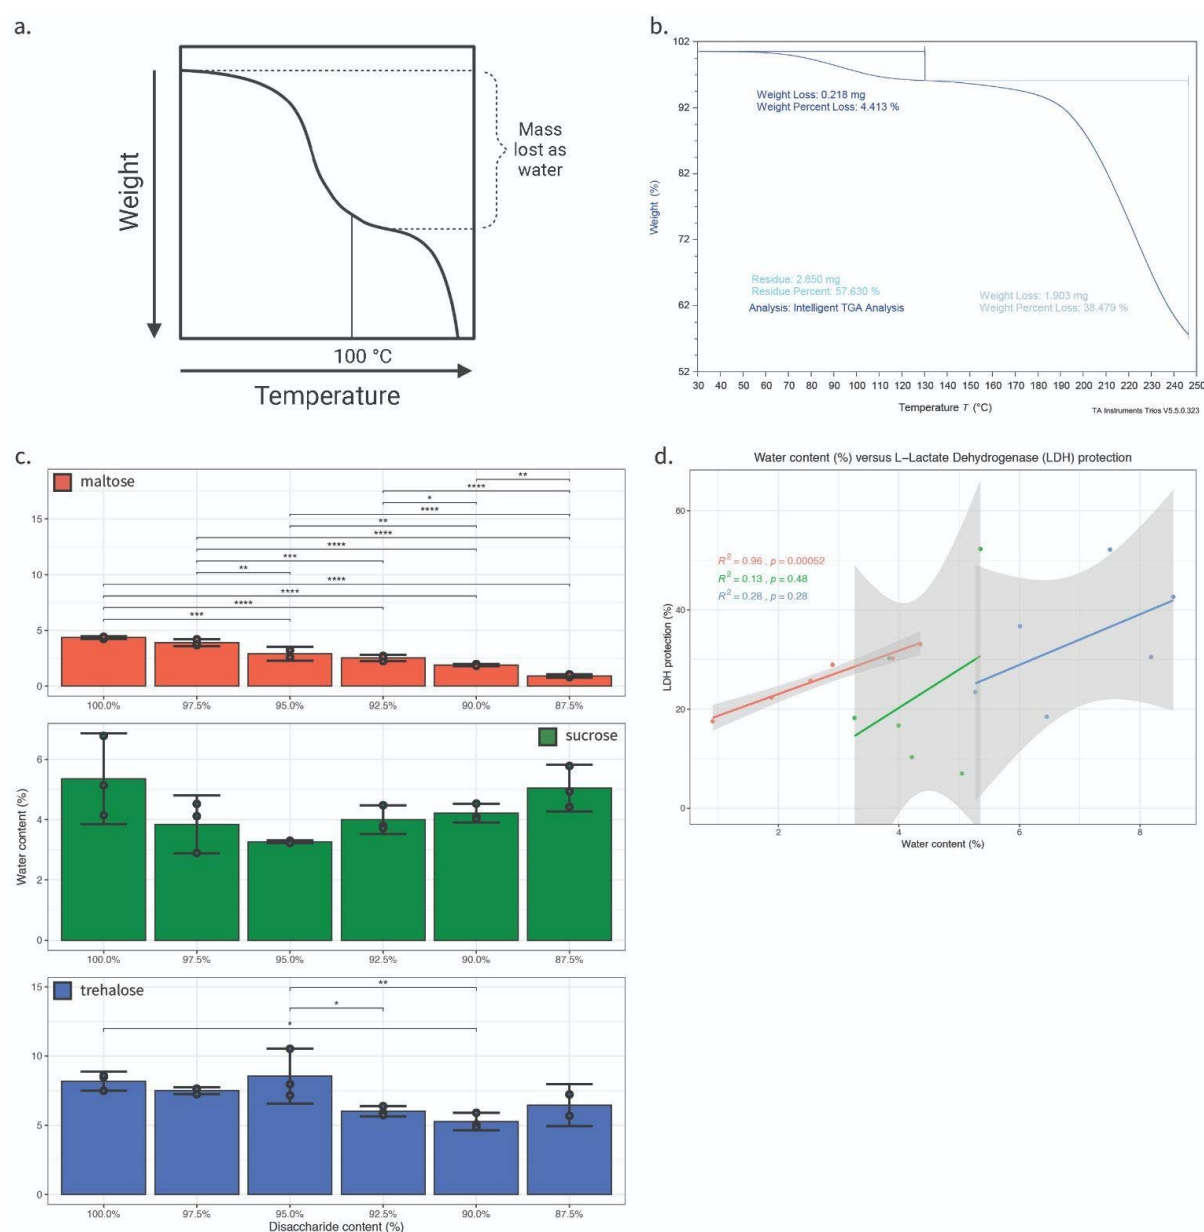 a.
Weight
Mass
lost as
water
100 °C
Temperature
b.
102
92
82
72
62
52
Weight (%)
Weight Loss: 0.218 mg
Weight Percent Loss: 4.413 %
Residue: 2.850 mg
Residue Percent: 57.630 %
Analysis: Intelligent TGA Analysis
Weight Loss: 1.903 mg
Weight Percent Loss: 38.479 %
30 40 50 60 70 80 90 100 110 120 130 140 150 160 170 180 190 200 210 220 230 240 250
Temperature T (°C)
TA Instruments Trios V5.5.0.323
c.
maltose
**
****
*
****
**
****
****
***
**
****
****
****
***
15
10
5
0
100.0% 97.5% 95.0% 92.5% 90.0% 87.5%
sucrose
Water content (%)
6
4
2
0
100.0% 97.5% 95.0% 92.5% 90.0% 87.5%
trehalose
**
*
*
15
10
5
0
100.0% 97.5% 95.0% 92.5% 90.0% 87.5%
Disaccharide content (%)
d.
Water content (%) versus L-Lactate Dehydrogenase (LDH) protection
R² = 0.96 , p = 0.00052
R² = 0.13 , p = 0.48
R² = 0.28 , p = 0.28
LDH protection (%)
60
40
20
0
2 4 6 8
Water content (%)